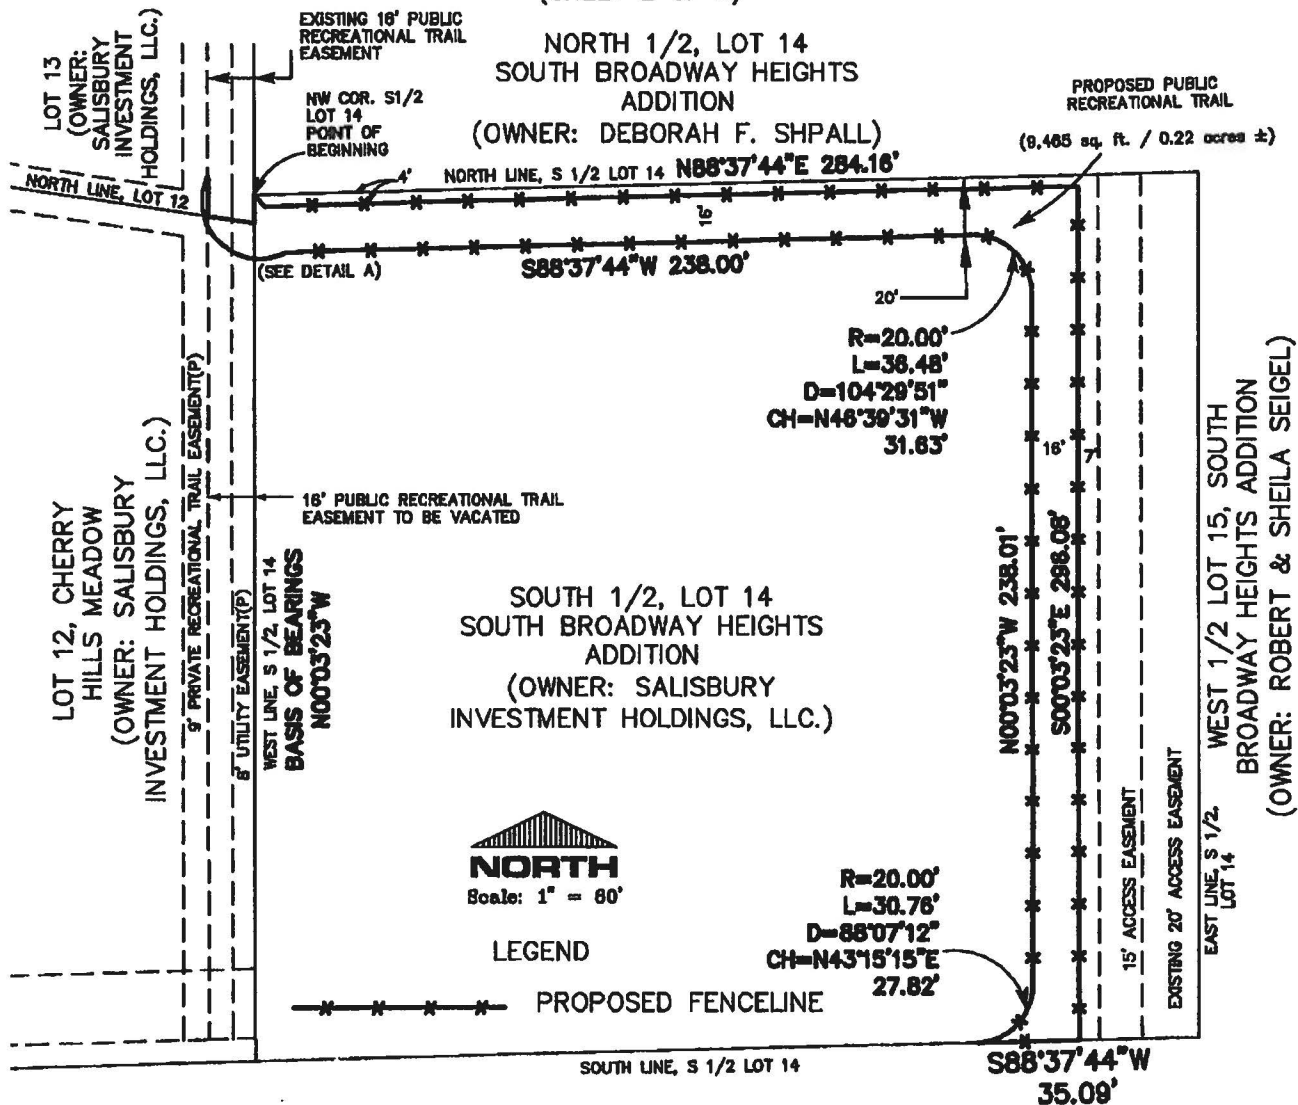 EXISTING 16' PUBLIC
RECREATIONAL TRAIL
EASEMENT
NORTH 1/2, LOT 14
SOUTH BROADWAY HEIGHTS
ADDITION
(OWNER: DEBORAH F. SHPALL)
PROPOSED PUBLIC
RECREATIONAL TRAIL
(9,465 sq. ft. / 0.22 acres ±)
LOT 13
(OWNER:
SALISBURY
INVESTMENT
HOLDINGS, LLC.)
NW COR. S1/2
LOT 14
POINT OF
BEGINNING
NORTH LINE, LOT 12
4'
NORTH LINE, S 1/2 LOT 14
N88°37'44"E 284.16'
16'
(SEE DETAIL A)
S88°37'44"W 238.00'
20'
R=20.00'
L=36.48'
D=104°29'51"
CH=N46°39'31"W
31.63'
16'
7'
9' PRIVATE RECREATIONAL TRAIL EASEMENT(P)
16' PUBLIC RECREATIONAL TRAIL
EASEMENT TO BE VACATED
LOT 12, CHERRY
HILLS MEADOW
(OWNER: SALISBURY
INVESTMENT HOLDINGS, LLC.)
8' UTILITY EASEMENT(P)
WEST LINE, S 1/2, LOT 14
BASIS OF BEARINGS
N00°03'23"W
SOUTH 1/2, LOT 14
SOUTH BROADWAY HEIGHTS
ADDITION
(OWNER: SALISBURY
INVESTMENT HOLDINGS, LLC.)
N00°03'23"W 238.01'
S00°03'23"E 298.08'
WEST 1/2 LOT 15, SOUTH
BROADWAY HEIGHTS ADDITION
(OWNER: ROBERT & SHEILA SEIGEL)
15' ACCESS EASEMENT
EXISTING 20' ACCESS EASEMENT
EAST LINE, S 1/2.
LOT 14
NORTH
Scale: 1" = 60'
LEGEND
PROPOSED FENCELINE
R=20.00'
L=30.76'
D=88°07'12"
CH=N43°15'15"E
27.82'
SOUTH LINE, S 1/2 LOT 14
S88°37'44"W
35.09'